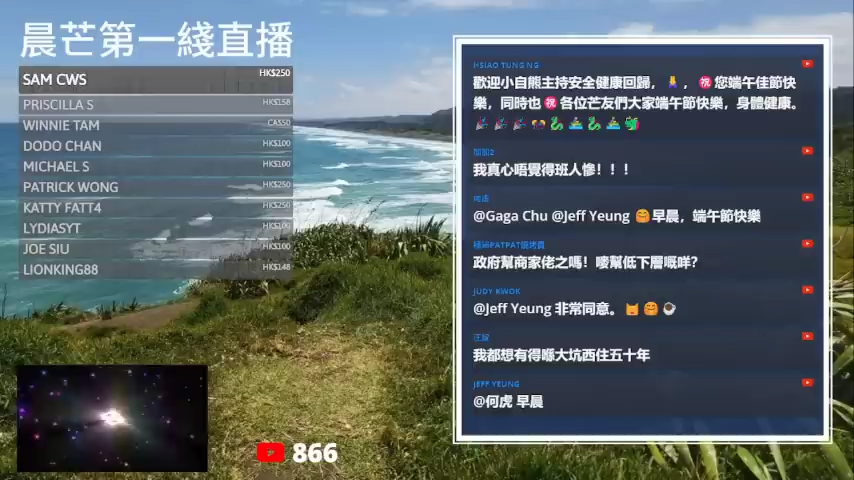 晨芒第一綫直播
SAM CWS HK$250
PRISCILLA S HK$158
WINNIE TAM CA$50
DODO CHAN HK$100
MICHAEL S HK$100
PATRICK WONG HK$250
KATTY FATT4 HK$250
LYDIASYT HK$100
JOE SIU HK$100
LIONKING88 HK$148
866
HSIAO TUNG NG
歡迎小自熊主持安全健康回歸，🧜‍♀️，㊗️您端午佳節快
樂，同時也㊗️各位芒友們大家端午節快樂，身體健康。
我真心唔覺得班人慘！！！
@Gaga Chu @Jeff Yeung 🤗早晨，端午節快樂
政府幫商家佬之嗎！嘜幫低下層嘅咩？
JUDY KWOK
@Jeff Yeung 非常同意。🐱🤗☕
我都想有得喺大坑西住五十年
JEFF YEUNG
@何虎 早晨